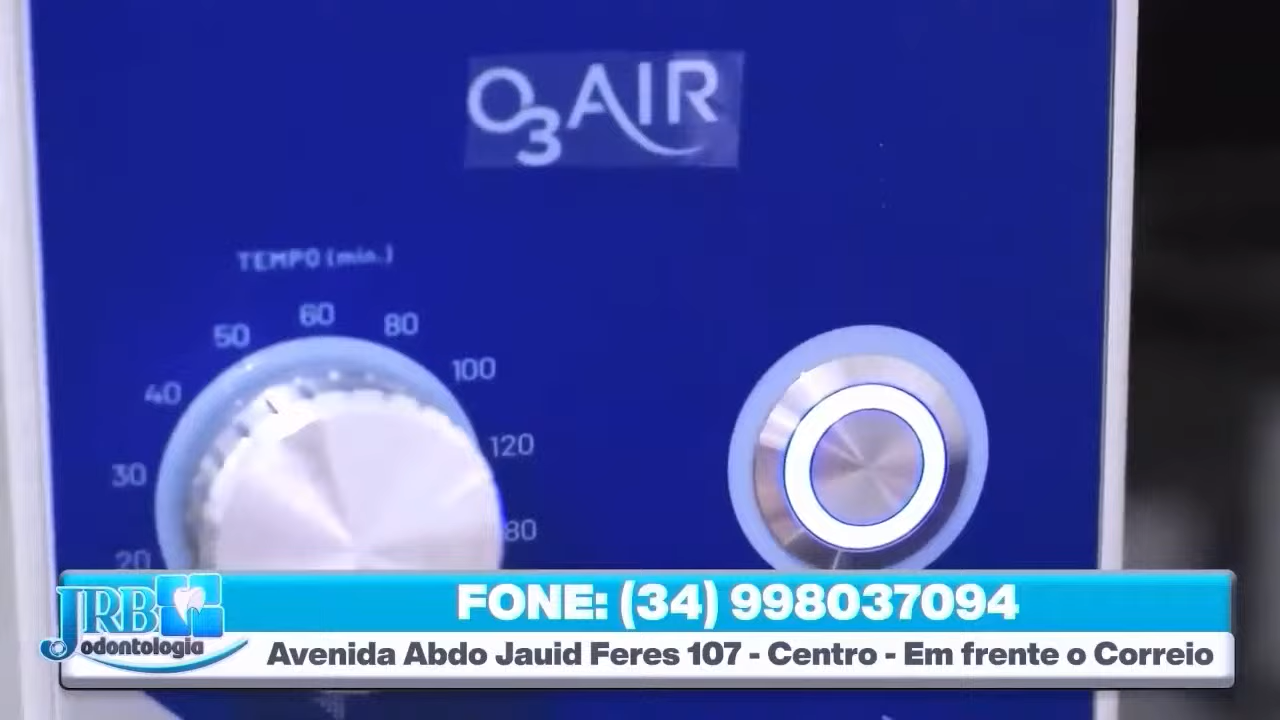 O3AIR
TEMPO (min.)
60
50
80
100
40
120
30
80
20
FONE: (34) 998037094
JRB
odontologia
Avenida Abdo Jauid Feres 107 - Centro - Em frente o Correio